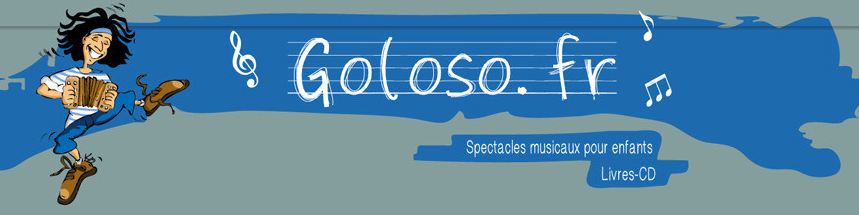 Goloso.fr
Spectacles musicaux pour enfants
Livres-CD